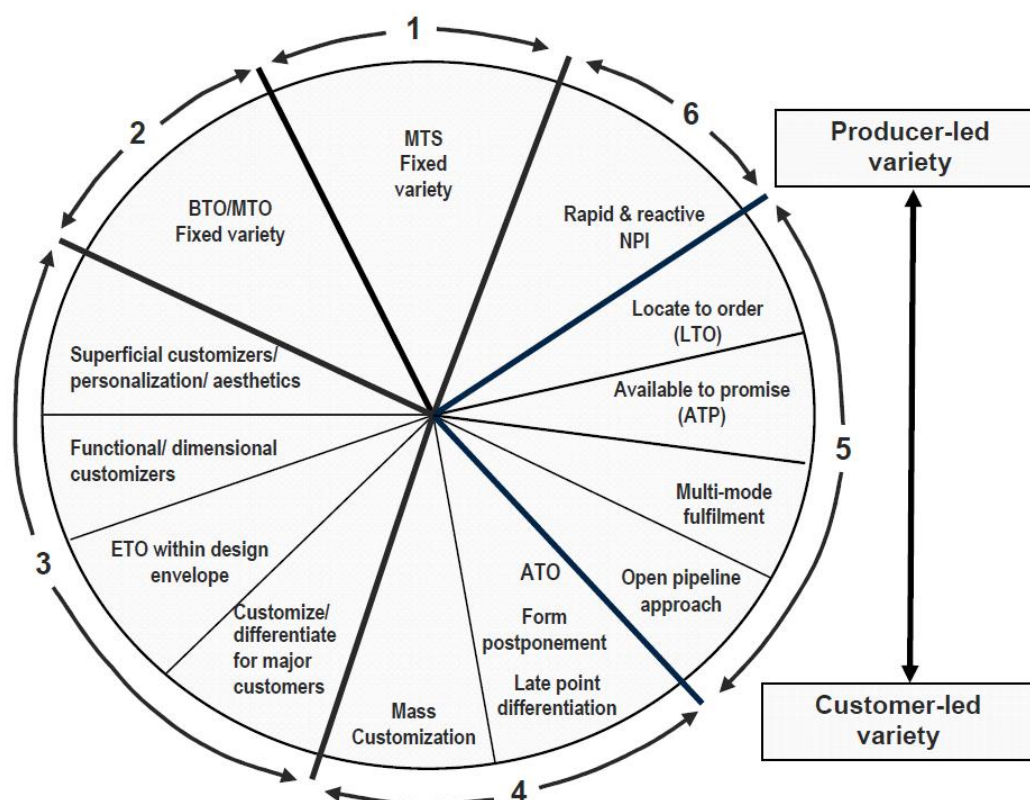 1
6
2
MTS
Fixed
variety
BTO/MTO
Fixed variety
Rapid & reactive
NPI
Producer-led
variety
Locate to order
(LTO)
Superficial customizers/
personalization/ aesthetics
Available to promise
(ATP)
5
Functional/ dimensional
customizers
Multi-mode
fulfilment
3
ETO within design
envelope
ATO
Form
postponement
Late point
differentiation
Open pipeline
approach
Customize/
differentiate
for major
customers
Mass
Customization
4
Customer-led
variety